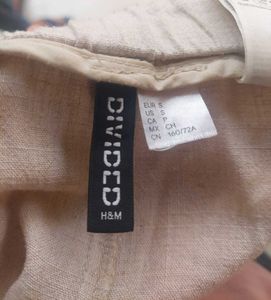 DIVIDED
H&M
EUR S
US S
CA P
MX CH
CN 160/72A